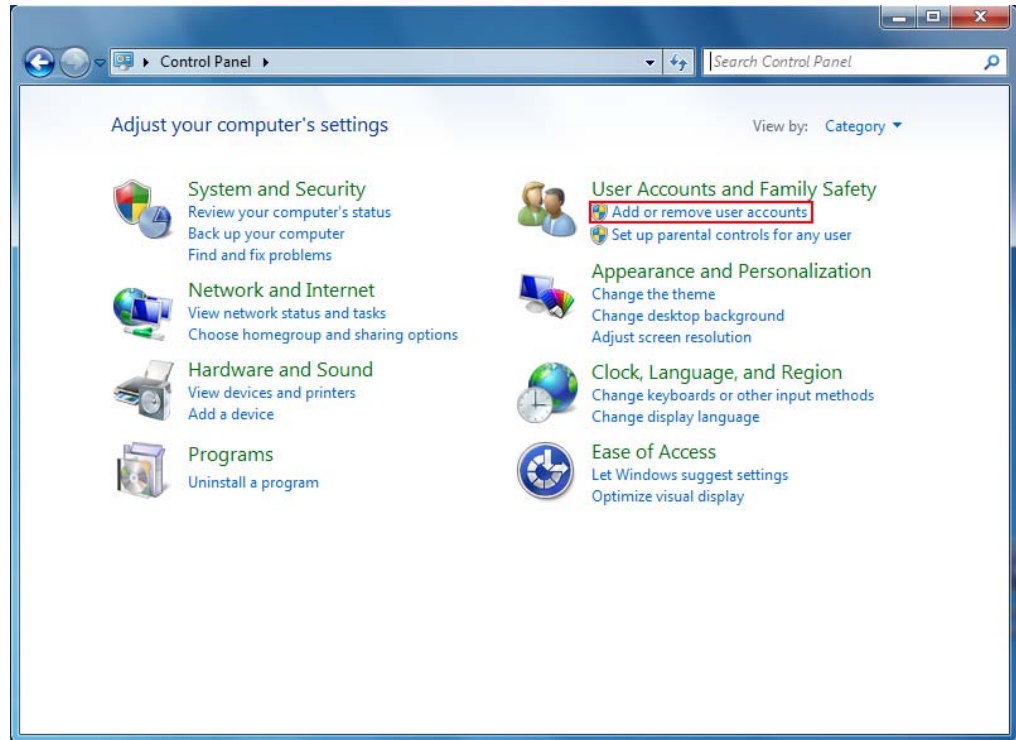 Control Panel
Search Control Panel
Adjust your computer's settings
View by: Category
System and Security
Review your computer's status
Back up your computer
Find and fix problems
Network and Internet
View network status and tasks
Choose homegroup and sharing options
Hardware and Sound
View devices and printers
Add a device
Programs
Uninstall a program
User Accounts and Family Safety
Add or remove user accounts
Set up parental controls for any user
Appearance and Personalization
Change the theme
Change desktop background
Adjust screen resolution
Clock, Language, and Region
Change keyboards or other input methods
Change display language
Ease of Access
Let Windows suggest settings
Optimize visual display